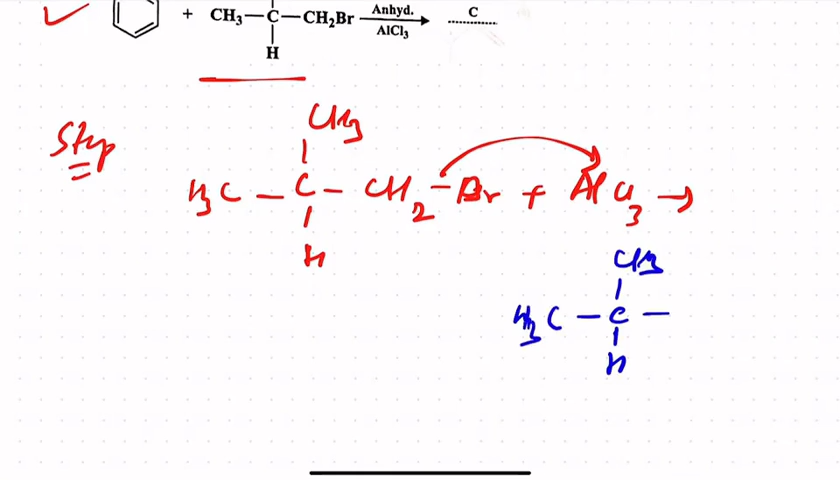 + CH₃—C—CH₂Br Anhyd. AlCl₃ → C ............
H
Step
CH₃
H₃C — C — CH₂ — Br + AlCl₃ →
H
CH₃
H₃C — C —
H